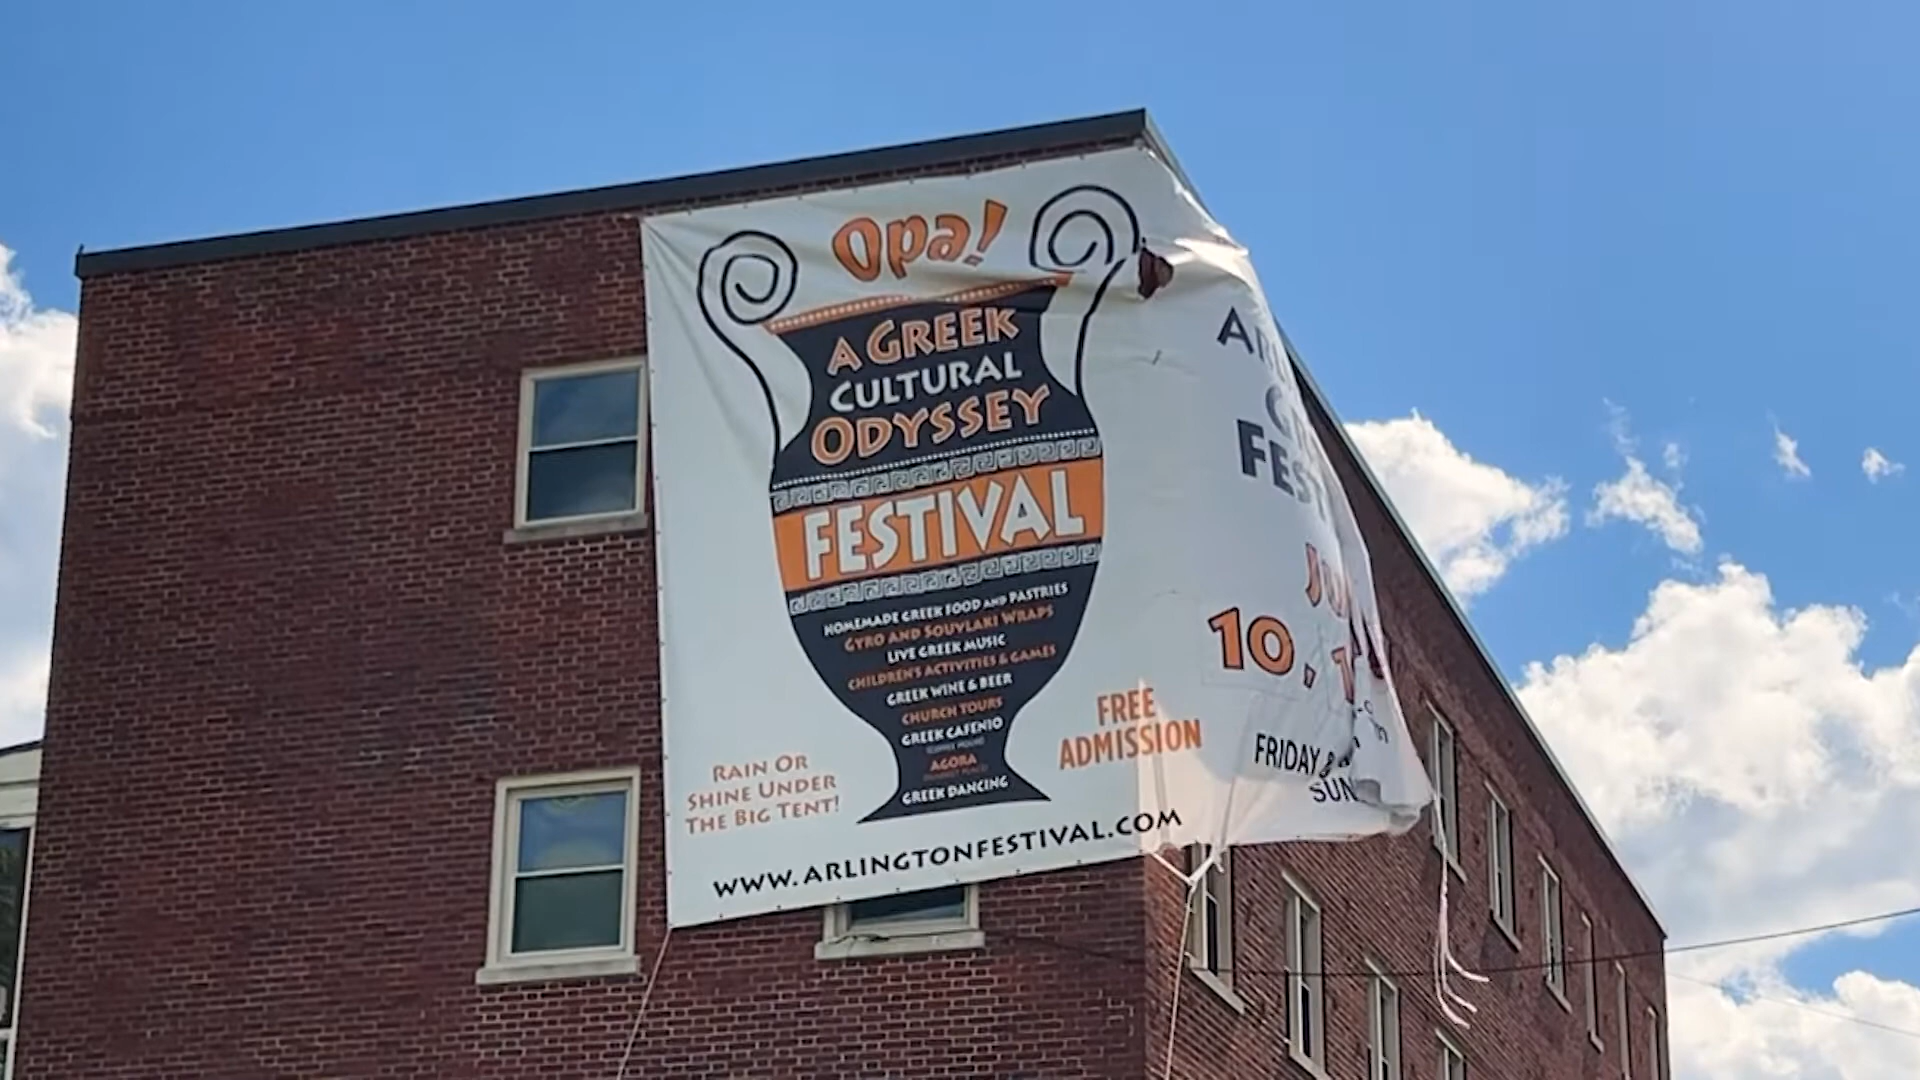 Opa!
A GREEK
CULTURAL
ODYSSEY
FESTIVAL
HOMEMADE GREEK FOOD AND PASTRIES
GYRO AND SOUVLAKI WRAPS
LIVE GREEK MUSIC
CHILDREN'S ACTIVITIES & GAMES
GREEK WINE & BEER
CHURCH TOURS
GREEK CAFENIO
AGORA
GREEK DANCING
RAIN OR
SHINE UNDER
THE BIG TENT!
FREE
ADMISSION
WWW.ARLINGTONFESTIVAL.COM
10,
FRIDAY &
SUN